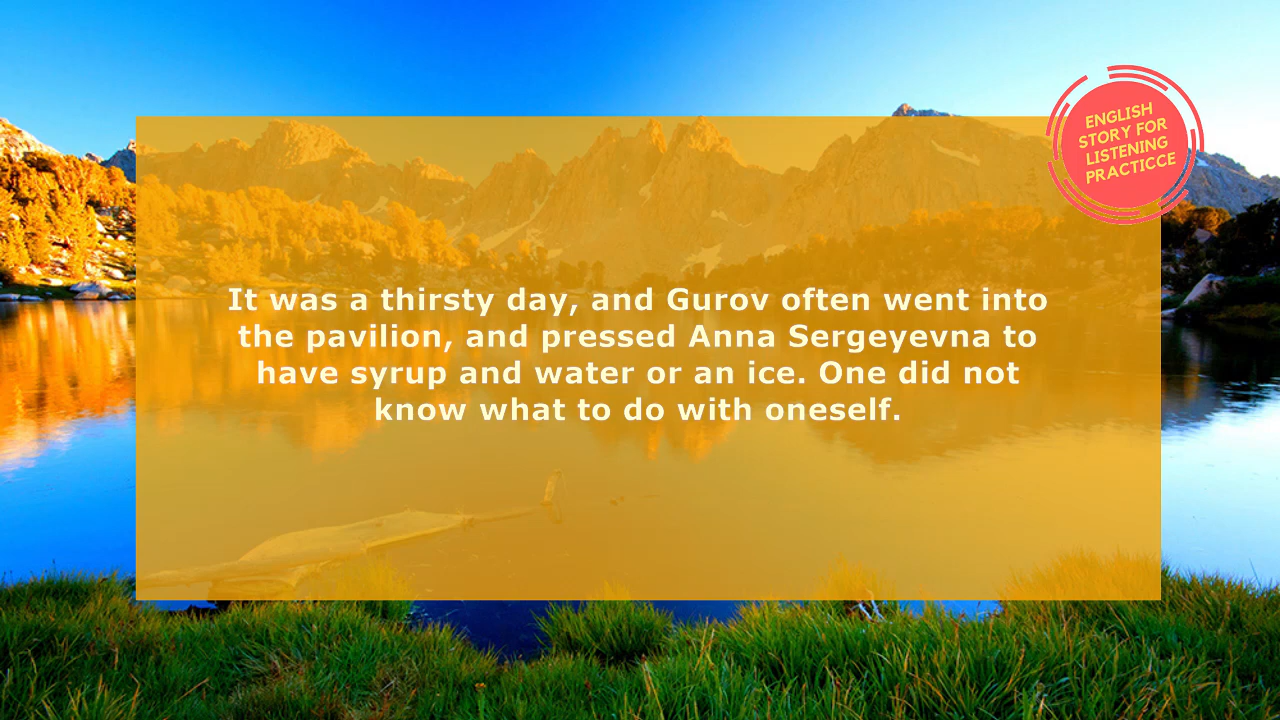 ENGLISH
STORY FOR
LISTENING
PRACTICCE
It was a thirsty day, and Gurov often went into
the pavilion, and pressed Anna Sergeyevna to
have syrup and water or an ice. One did not
know what to do with oneself.